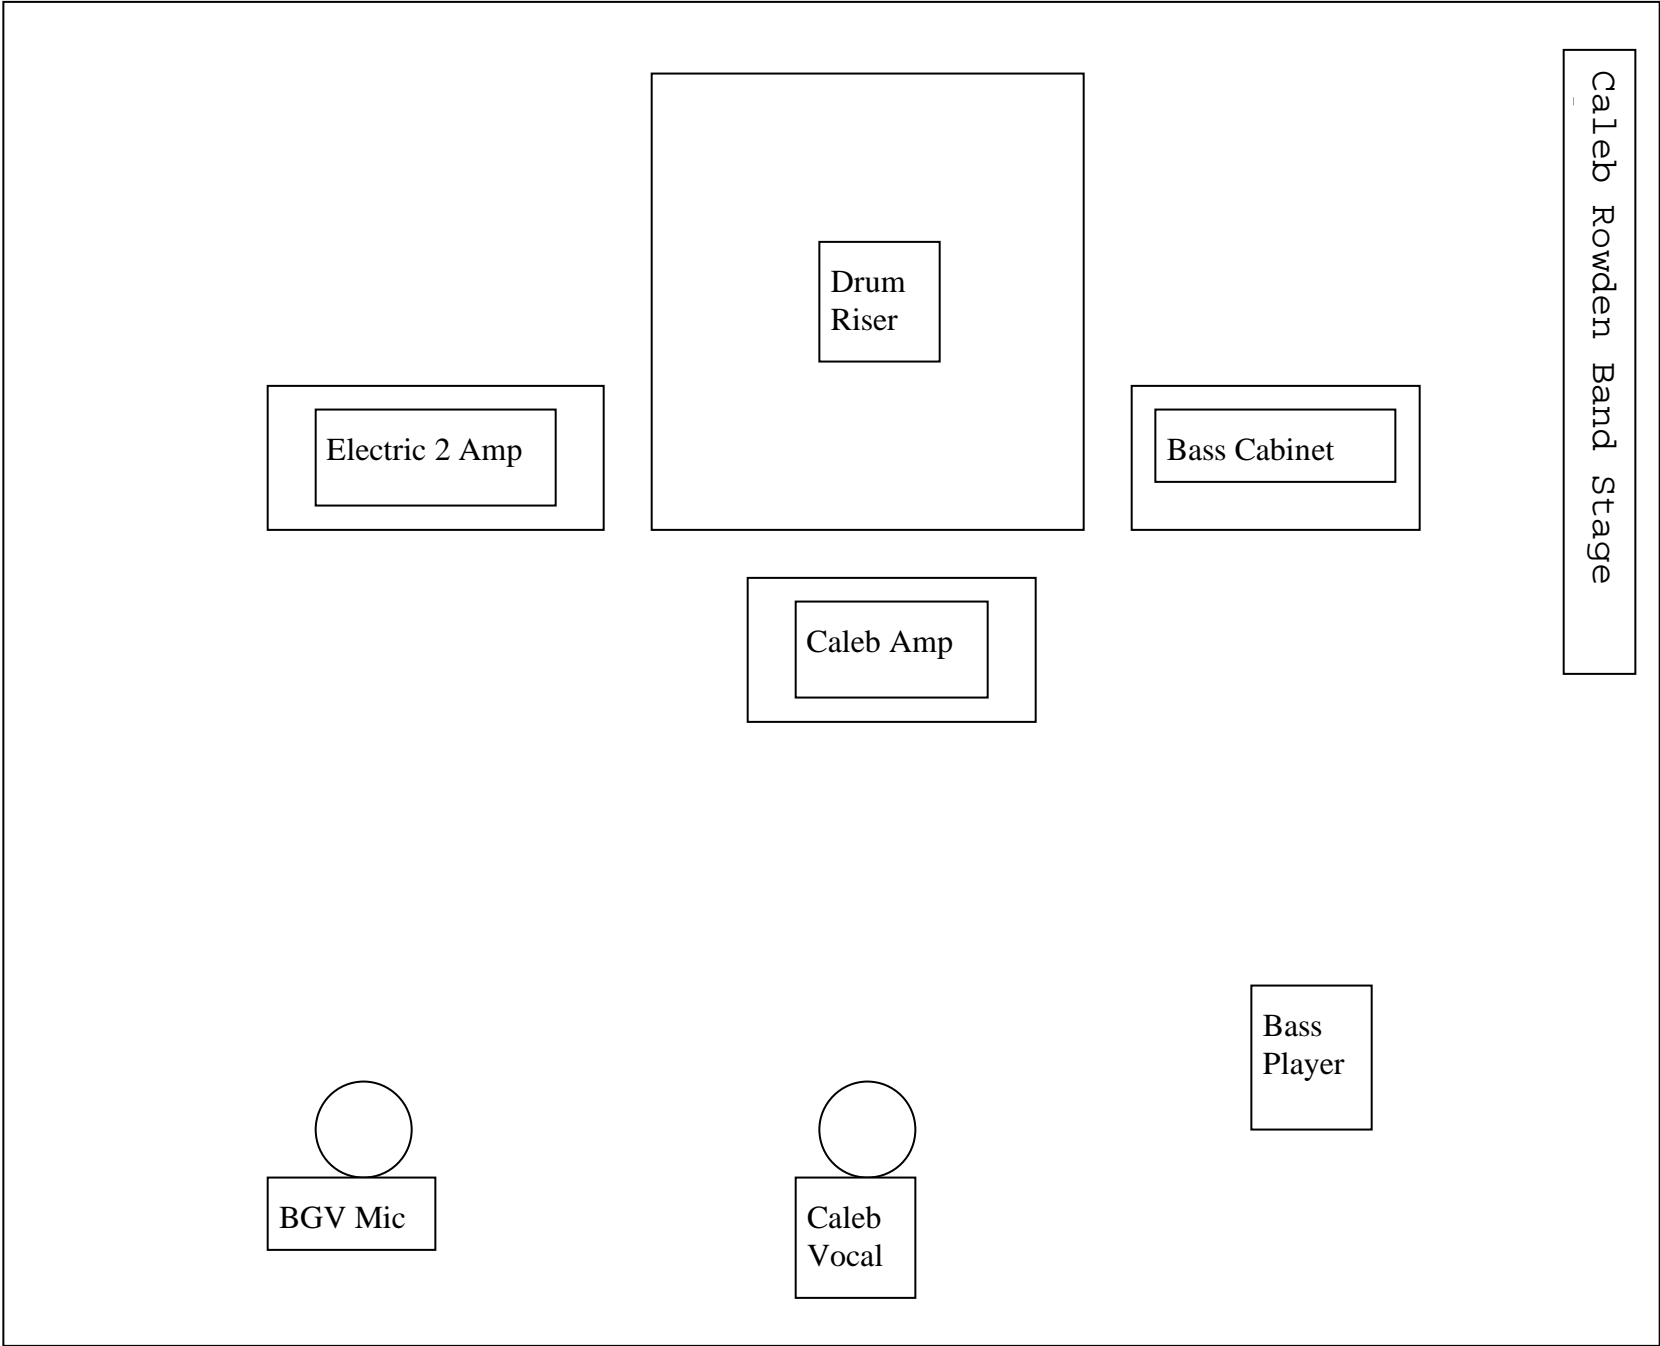 Caleb Rowden Band Stage
Drum
Riser
Electric 2 Amp
Bass Cabinet
Caleb Amp
Bass
Player
BGV Mic
Caleb
Vocal